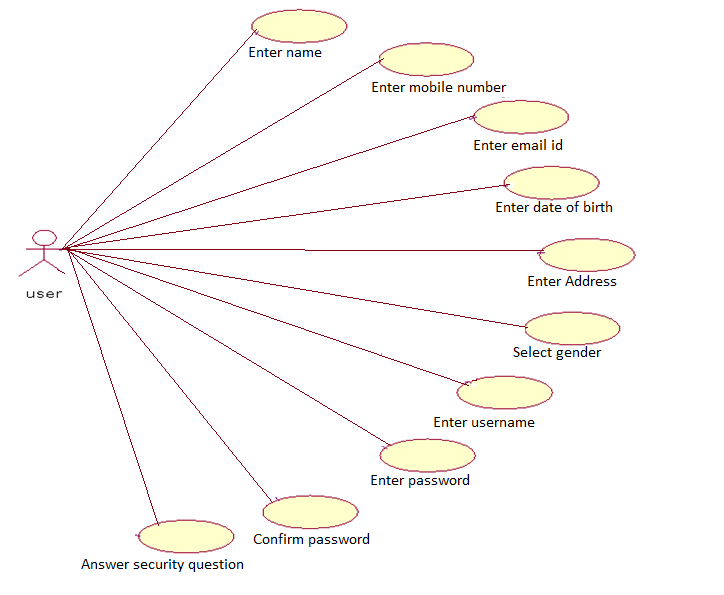 Enter name
Enter mobile number
Enter email id
Enter date of birth
Enter Address
user
Select gender
Enter username
Enter password
Confirm password
Answer security question